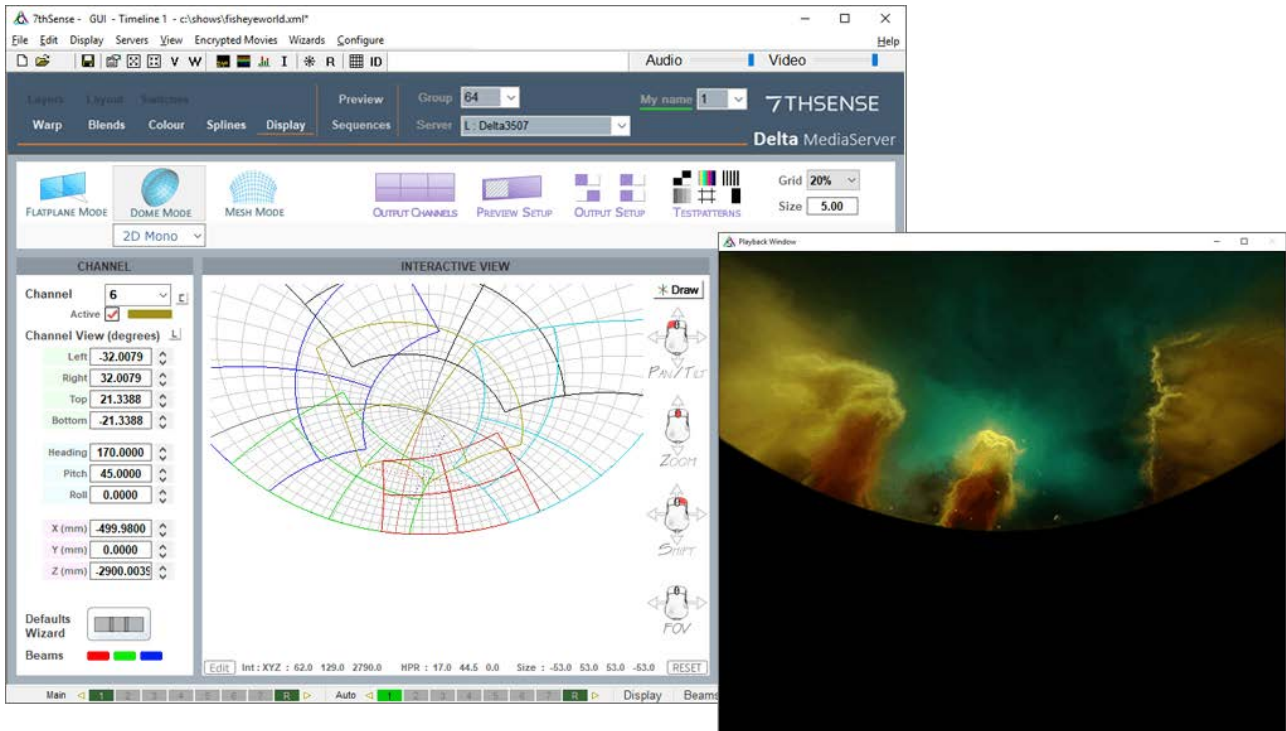 7thSense - GUI - Timeline 1 - c:\shows\fisheyeworld.xml*
File Edit Display Servers View Encrypted Movies Wizards Configure Help
V W I R ID Audio Video
Layers Layout Switches Preview Group 64 My name 1 7THSENSE
Warp Blends Colour Splines Display Sequences Server L : Delta3507
Delta MediaServer
FLATPLANE MODE DOME MODE MESH MODE OUTPUT CHANNELS PREVIEW SETUP OUTPUT SETUP TESTPATTERNS
Grid 20%
Size 5.00
2D Mono
Playback Window
CHANNEL
Channel 6
Active
Channel View (degrees) L
Left -32.0079
Right 32.0079
Top 21.3388
Bottom -21.3388
Heading 170.0000
Pitch 45.0000
Roll 0.0000
X (mm) -499.9800
Y (mm) 0.0000
Z (mm) -2900.0039
Defaults
Wizard
Beams
INTERACTIVE VIEW
Draw
PAN/TILT
ZOOM
SHIFT
FOV
Edit Int : XYZ : 62.0 129.0 2790.0 HPR : 17.0 44.5 0.0 Size : -53.0 53.0 53.0 -53.0 RESET
Main 1 2 3 4 5 6 7 R Auto 1 2 3 4 5 6 7 R Display Beams